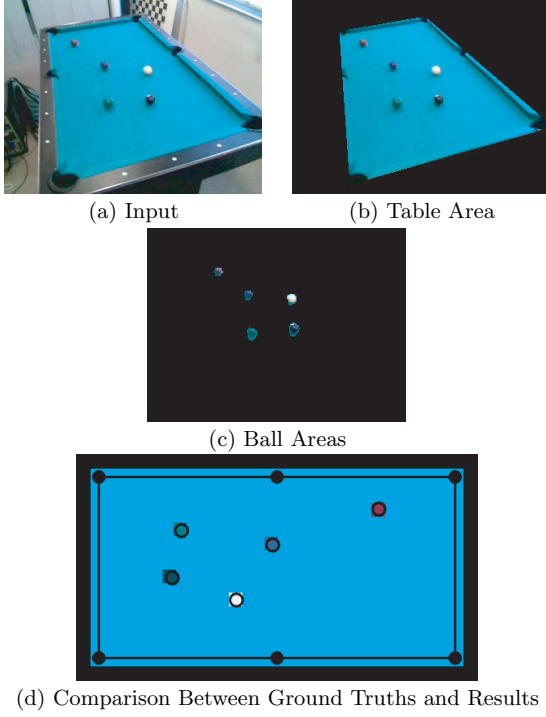 (a) Input
(b) Table Area
(c) Ball Areas
(d) Comparison Between Ground Truths and Results